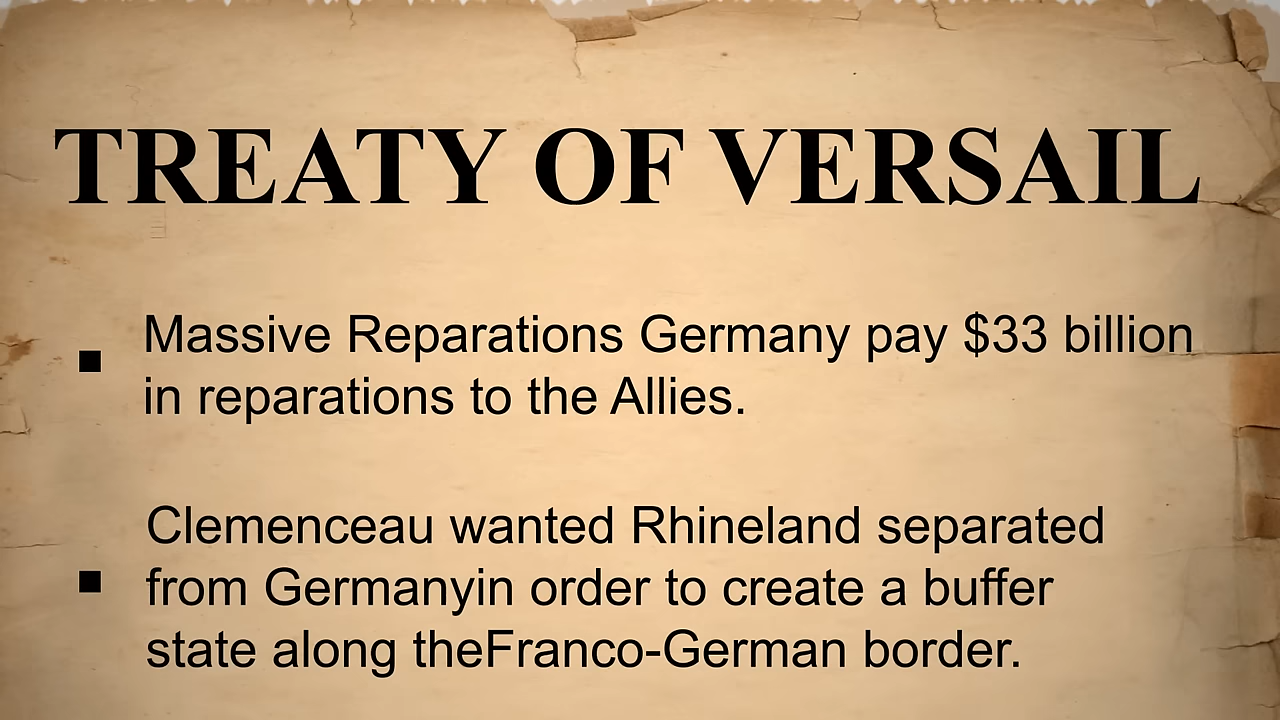 TREATY OF VERSAIL
Massive Reparations Germany pay $33 billion
in reparations to the Allies.
Clemenceau wanted Rhineland separated
from Germanyin order to create a buffer
state along theFranco-German border.